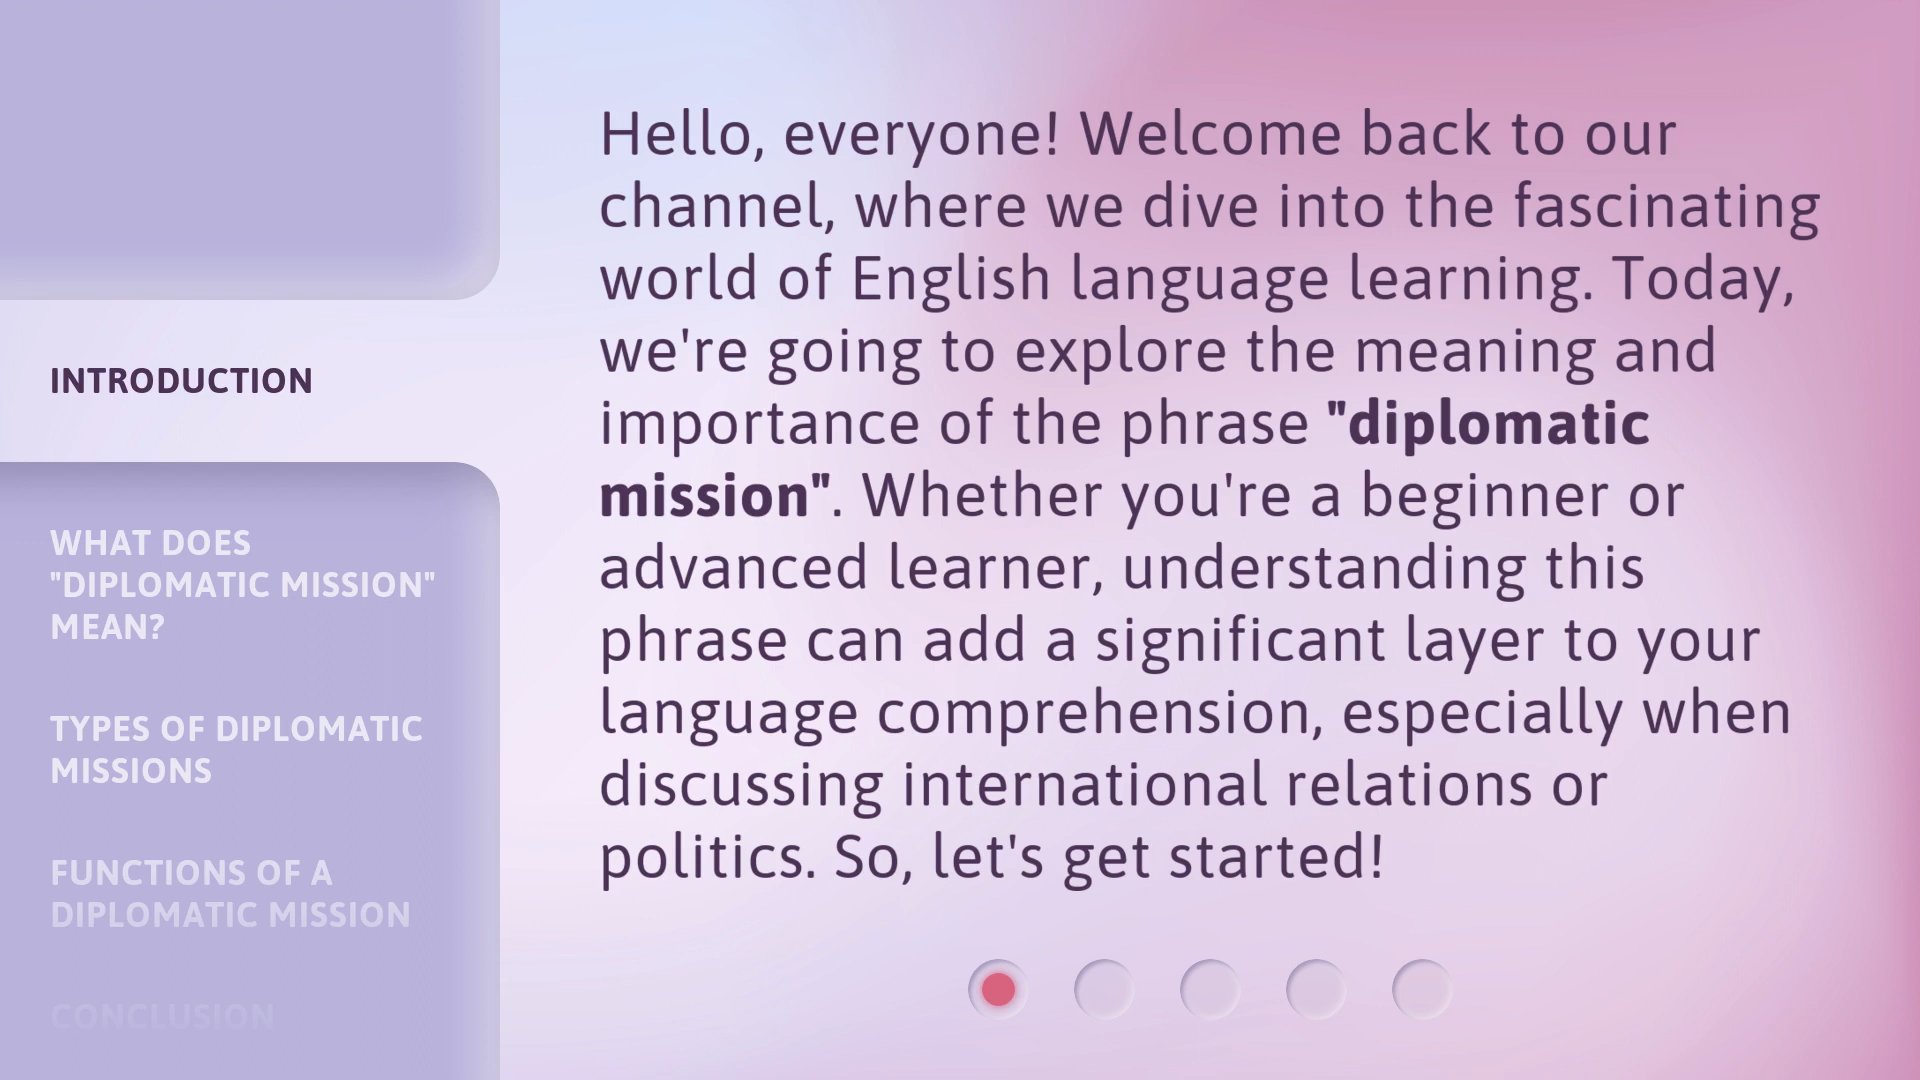 INTRODUCTION
WHAT DOES
"DIPLOMATIC MISSION"
MEAN?
TYPES OF DIPLOMATIC
MISSIONS
FUNCTIONS OF A
DIPLOMATIC MISSION
CONCLUSION
Hello, everyone! Welcome back to our
channel, where we dive into the fascinating
world of English language learning. Today,
we're going to explore the meaning and
importance of the phrase "diplomatic
mission". Whether you're a beginner or
advanced learner, understanding this
phrase can add a significant layer to your
language comprehension, especially when
discussing international relations or
politics. So, let's get started!